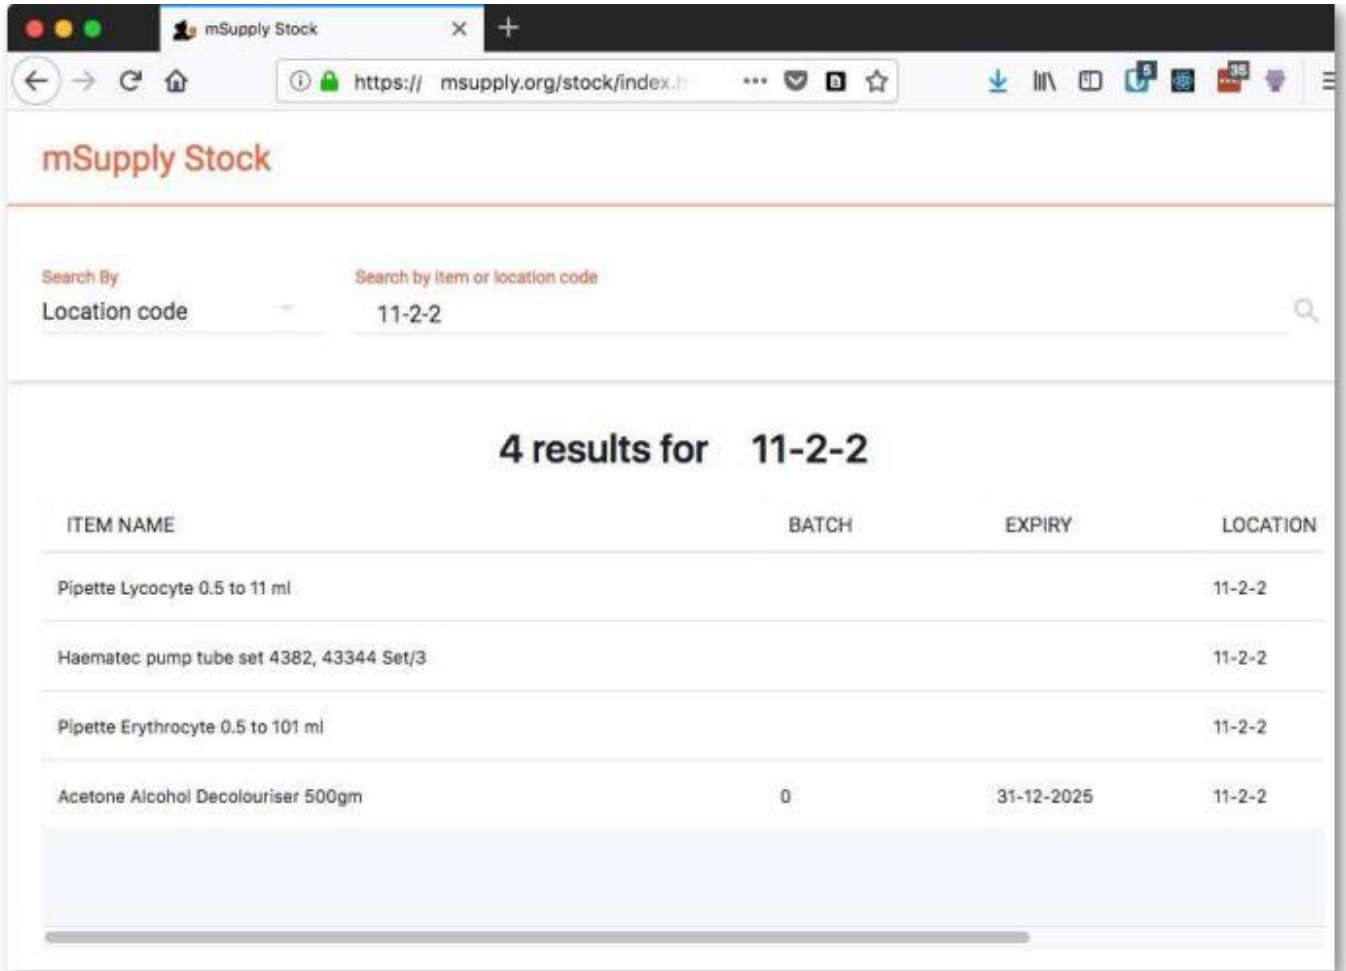 mSupply Stock
https:// msupply.org/stock/index.h
5
35
mSupply Stock
Search By
Search by item or location code
Location code
11-2-2
4 results for 11-2-2
ITEM NAME BATCH EXPIRY LOCATION
Pipette Lycocyte 0.5 to 11 ml 11-2-2
Haematec pump tube set 4382, 43344 Set/3 11-2-2
Pipette Erythrocyte 0.5 to 101 ml 11-2-2
Acetone Alcohol Decolouriser 500gm 0 31-12-2025 11-2-2